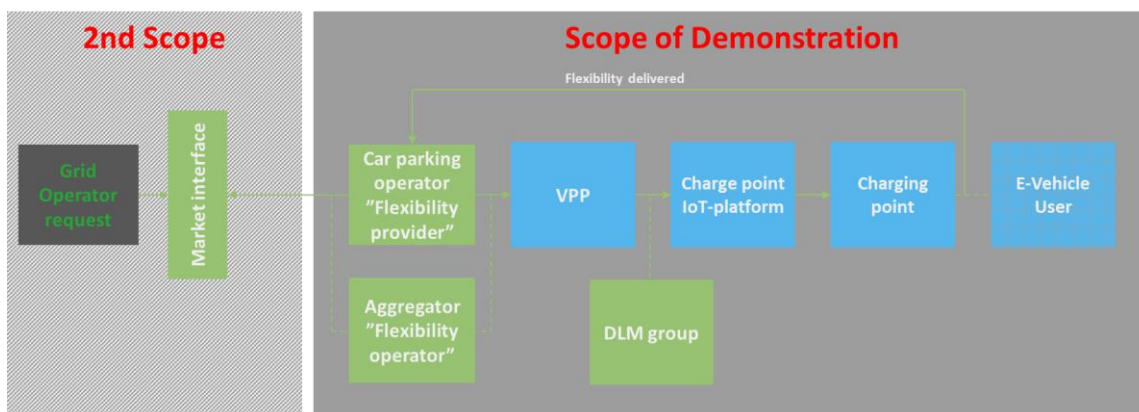 2nd Scope
Scope of Demonstration
Flexibility delivered
Grid
Operator
request
Market interface
Car parking
operator
”Flexibility
provider”
VPP
Charge point
IoT-platform
Charging
point
E-Vehicle
User
Aggregator
”Flexibility
operator”
DLM group